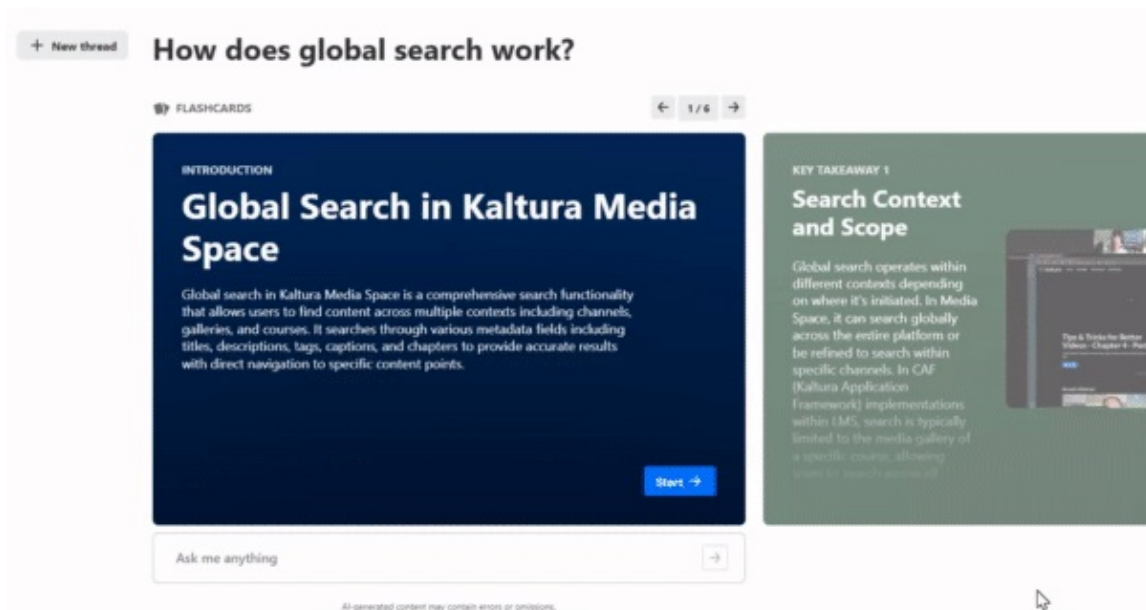 + New thread
How does global search work?
FLASHCARDS
1 / 6
INTRODUCTION
Global Search in Kaltura Media
Space
Global search in Kaltura Media Space is a comprehensive search functionality
that allows users to find content across multiple contexts including channels,
galleries, and courses. It searches through various metadata fields including
titles, descriptions, tags, captions, and chapters to provide accurate results
with direct navigation to specific content points.
Start
KEY TAKEAWAY 1
Search Context
and Scope
Global search operates within
different contexts depending
on where it's initiated. In Media
Space, it can search globally
across the entire platform or
be refined to search within
specific channels. In CAF
(Kaltura Application
Framework) implementations
within LMS, search is typically
limited to the media gallery of
a specific course, allowing
Tips & Tricks for Better
Videos - Chapter 4 -
Ask me anything
AI-generated content may contain errors or omissions.